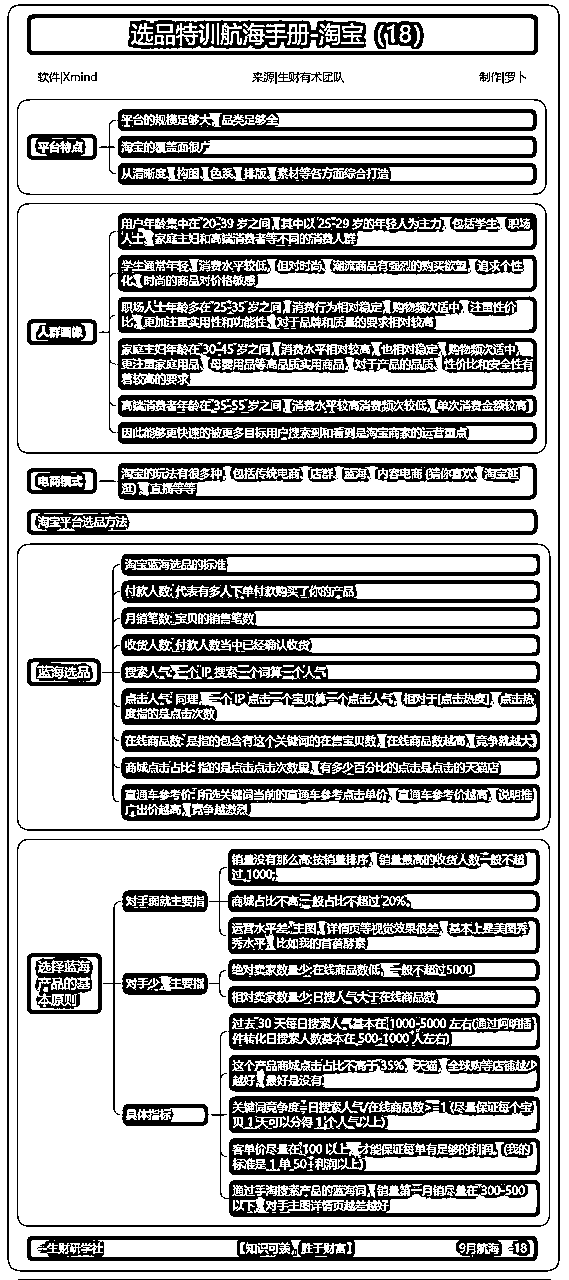 选品特训航海手册-淘宝（18）
软件|Xmind
来源|生财有术团队
制作|萝卜
平台特点
平台的规模足够大，品类足够全
淘宝的覆盖面很广
从清晰度、构图、色系、排版、素材等各方面综合打造
人群画像
用户年龄集中在 20-39 岁之间，其中以 25-29 岁的年轻人为主力，包括学生、职场
人士、家庭主妇和高端消费者等不同的消费人群
学生通常年轻、消费水平较低，但对时尚、潮流商品有强烈的购买欲望，追求个性
化、时尚的商品对价格敏感
职场人士年龄多在 25-35 岁之间，消费行为相对稳定，购物频次适中，注重性价
比，更加注重实用性和功能性，对于品牌和质量的要求相对较高
家庭主妇年龄在 30-45 岁之间，消费水平相对较高，也相对稳定，购物频次适中，
更注重家庭用品、母婴用品等高品质实用商品，对于产品的品质、性价比和安全性有
着较高的要求
高端消费者年龄在 35-55 岁之间，消费水平较高消费频次较低，单次消费金额较高
因此能够更快速的被更多目标用户搜索到和看到是淘宝商家的运营重点
电商模式
淘宝的玩法有很多种，包括传统电商、店群、蓝海、内容电商 (猜你喜欢、淘宝逛
逛)、直播等等
淘宝平台选品方法
蓝海选品
淘宝蓝海选品的标准
付款人数: 代表有多人下单付款购买了你的产品
月销笔数: 宝贝的销售笔数
收货人数: 付款人数当中已经确认收货
搜索人气: 一个 IP 搜索一个词算一个人气
点击人气: 同理，一个 IP 点击一个宝贝算一个点击人气，相对于[点击热度]，点击热
度指的是点击次数
在线商品数: 是指的包含有这个关键词的在售宝贝数，在线商品数越高，竞争就越大
商城点击占比: 指的是点击点击次数里，有多少百分比的点击是点击的天猫店
直通车参考价: 所选关键词当前的直通车参考点击单价，直通车参考价越高，说明推
广出价越高，竞争越激烈
选择蓝海
产品的基
本原则
对手弱就主要指
销量没有那么高:按销量排序，销量最高的收货人数一般不超
过 1000;
商城占比不高:一般占比不超过 20%,
运营水平差:主图、详情页等视觉效果很差，基本上是美图秀
秀水平，比如我的首器酵素
对手少，主要指
绝对卖家数量少:在线商品数低，一般不超过5000
相对卖家数量少:日搜人气大于在线商品数
具体指标
过去 30 天每日搜索人气基本在 1000-5000 左右(通过阿明插
件转化日搜索人数基本在 500-1000 人左右)
这个产品商城点击占比不高于 35%，天猫、全球购等店铺越少
越好，最好是没有
关键词竞争度=日搜索人气/在线商品数>=1 (尽量保证每个宝
贝 1 天可以分得 1 个人气以上)
客单价尽量在 100 以上，才能保证每单有足够的利润，(我的
标准是 1 单 50+利润以上)
通过手淘搜索产品的蓝海词，销量第一月销尽量在 300-500
以下，对手主图详情页越差越好
生财研学社
【知识可羡，胜于财富】
9月航海 -18